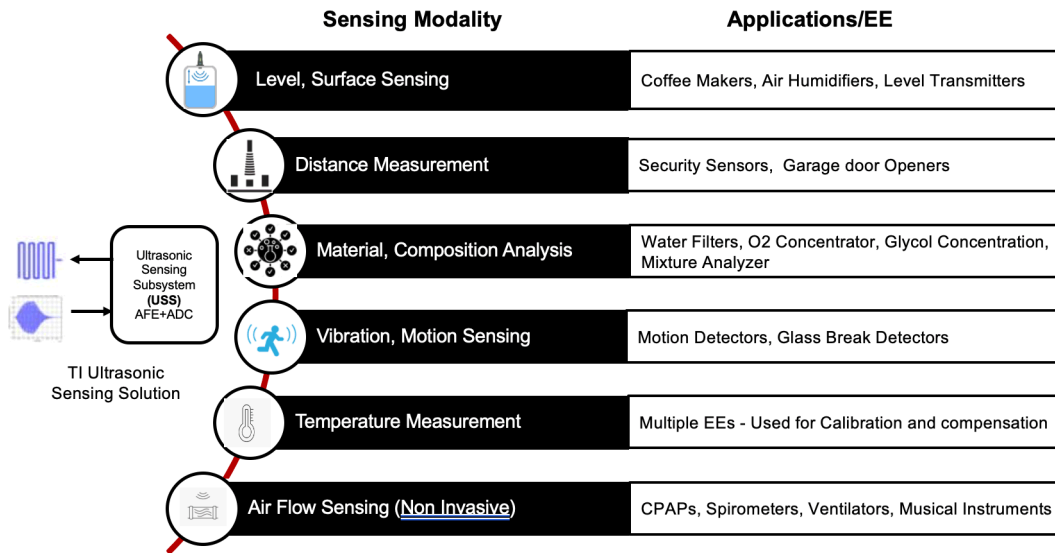 Sensing Modality
Applications/EE
Level, Surface Sensing
Coffee Makers, Air Humidifiers, Level Transmitters
Distance Measurement
Security Sensors, Garage door Openers
Material, Composition Analysis
Water Filters, O2 Concentrator, Glycol Concentration,
Mixture Analyzer
Ultrasonic
Sensing
Subsystem
(USS)
AFE+ADC
TI Ultrasonic
Sensing Solution
Vibration, Motion Sensing
Motion Detectors, Glass Break Detectors
Temperature Measurement
Multiple EEs - Used for Calibration and compensation
Air Flow Sensing (Non Invasive)
CPAPs, Spirometers, Ventilators, Musical Instruments